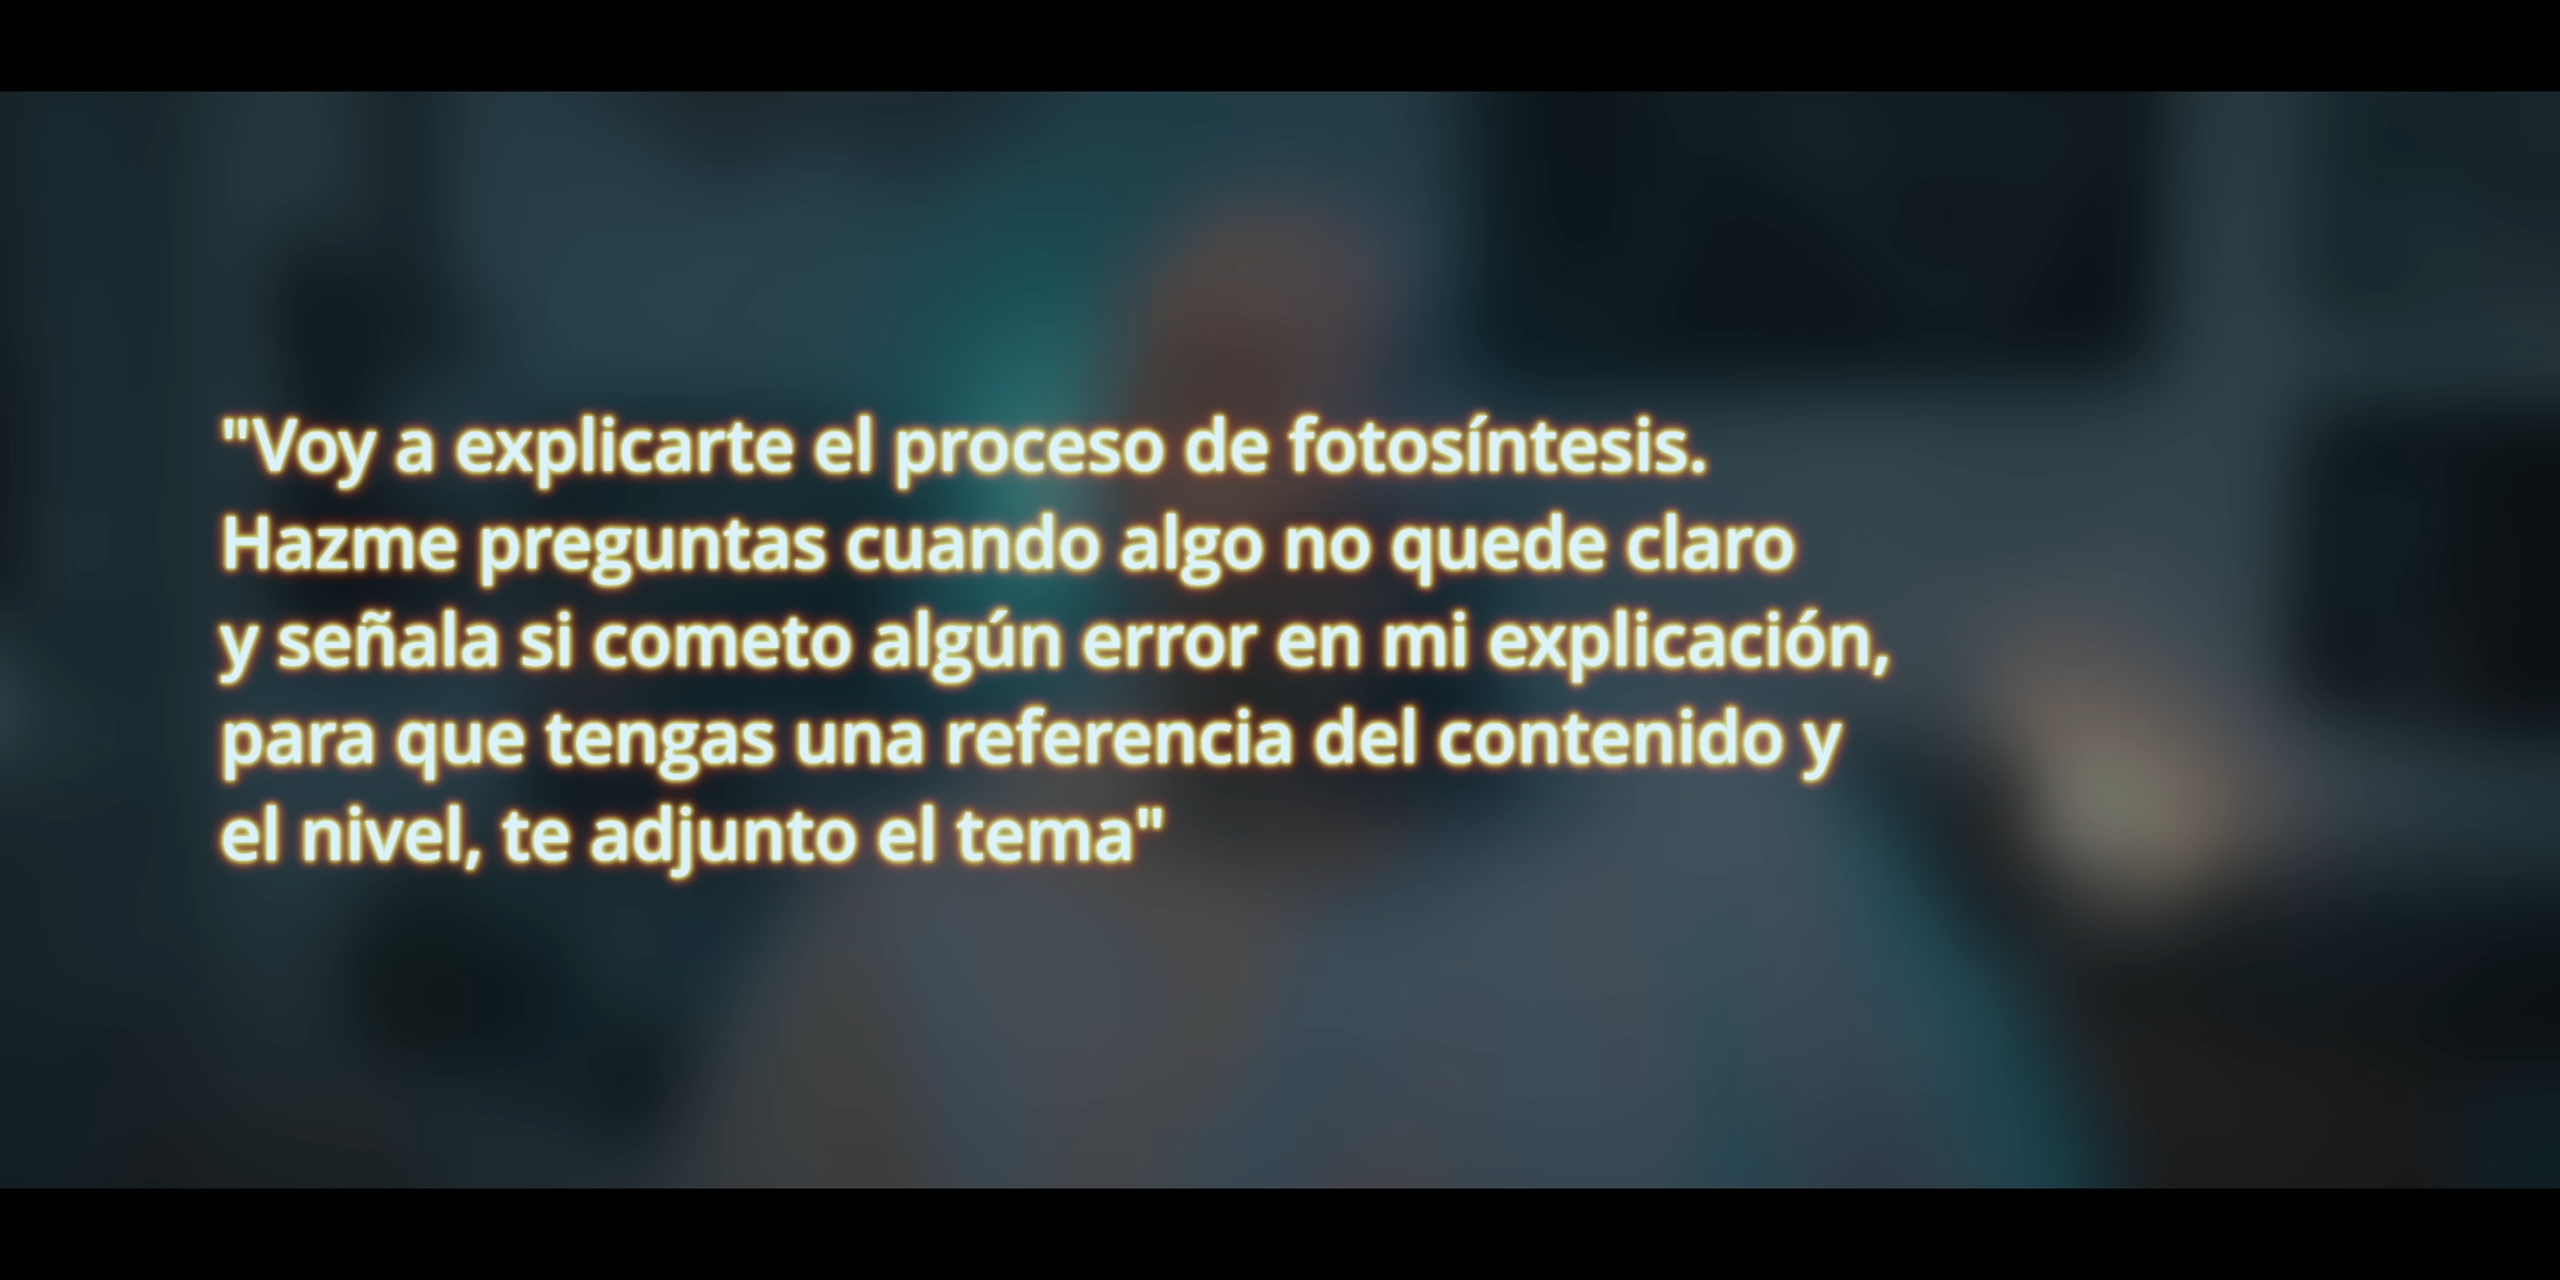 "Voy a explicarte el proceso de fotosíntesis.
Hazme preguntas cuando algo no quede claro
y señala si cometo algún error en mi explicación,
para que tengas una referencia del contenido y
el nivel, te adjunto el tema"